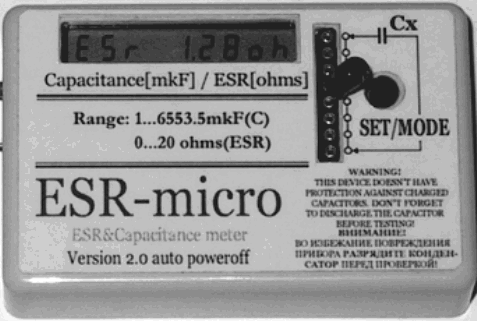 ESr 1.28oh
Cx
Capacitance[mkF] / ESR[ohms]
Range: 1...6553.5mkF(C)
0...20 ohms(ESR)
SET/MODE
ESR-micro
ESR&Capacitance meter
Version 2.0 auto poweroff
WARNING!
THIS DEVICE DOESN'T HAVE
PROTECTION AGAINST CHARGED
CAPACITORS. DON'T FORGET
TO DISCHARGE THE CAPACITOR
BEFORE TESTING!
ВНИМАНИЕ!
ВО ИЗБЕЖАНИЕ ПОВРЕЖДЕНИЯ
ПРИБОРА РАЗРЯДИТЕ КОНДЕН-
САТОР ПЕРЕД ПРОВЕРКОЙ!